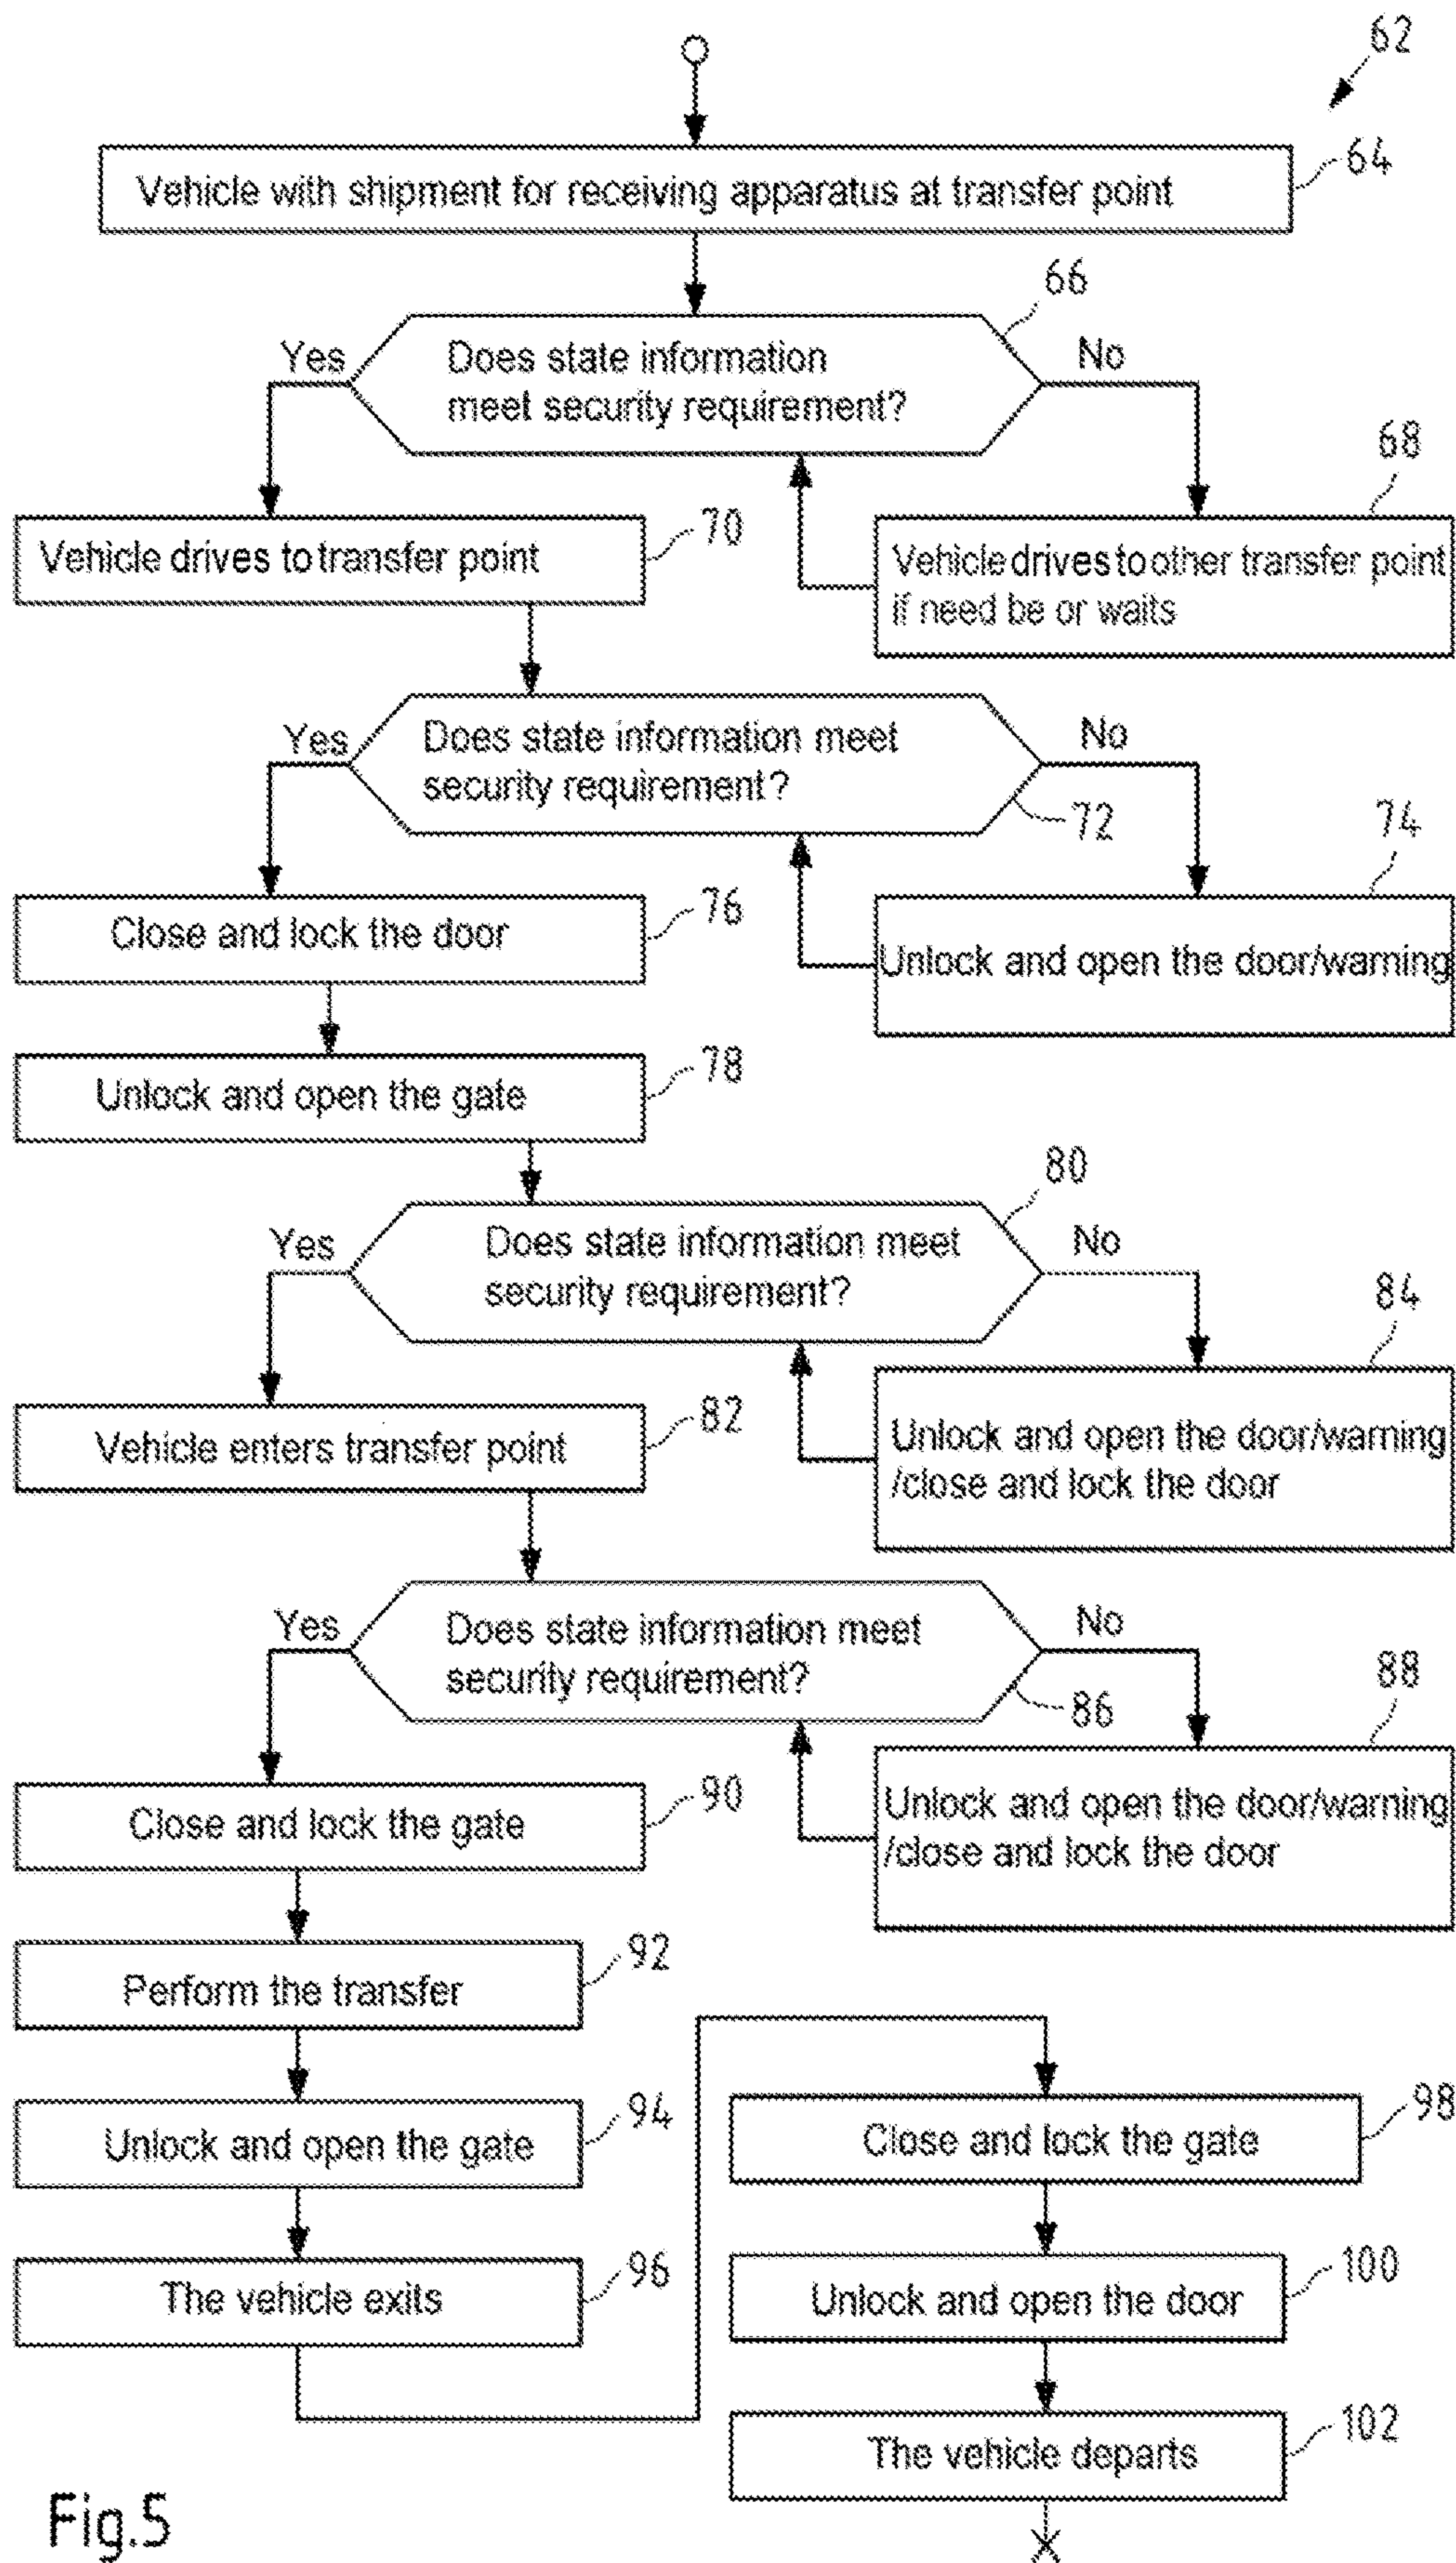 62
64
Vehicle with shipment for receiving apparatus at transfer point
66
Yes
Does state information
meet security requirement?
No
68
70
Vehicle drives to transfer point
Vehicle drives to other transfer point
if need be or waits
Yes
Does state information meet
security requirement?
No
72
74
76
Close and lock the door
Unlock and open the door/warning
78
Unlock and open the gate
80
Yes
Does state information meet
security requirement?
No
84
82
Vehicle enters transfer point
Unlock and open the door/warning
/close and lock the door
Yes
Does state information meet
security requirement?
No
86
88
90
Close and lock the gate
Unlock and open the door/warning
/close and lock the door
92
Perform the transfer
94
Unlock and open the gate
96
The vehicle exits
98
Close and lock the gate
100
Unlock and open the door
102
The vehicle departs
Fig.5